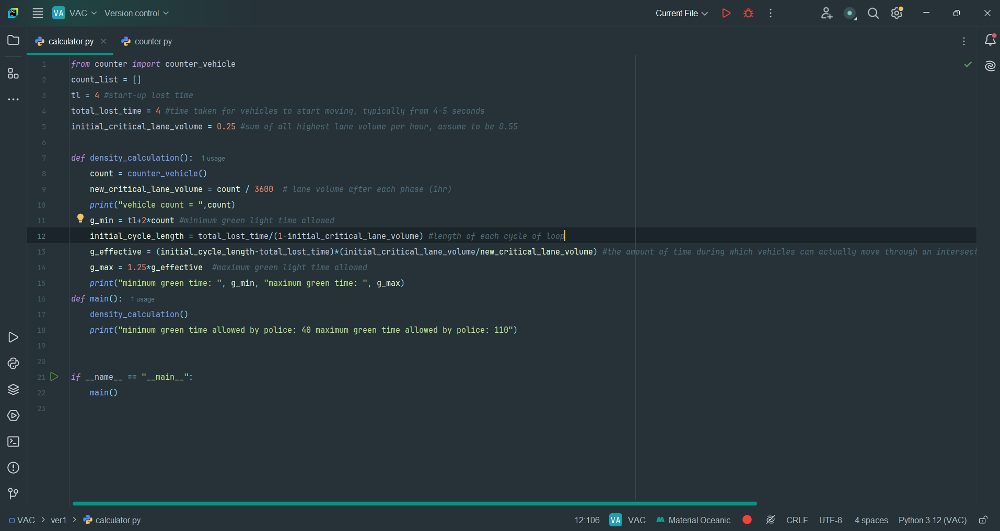 PC
VA VAC Version control Current File
calculator.py counter.py
1 from counter import counter_vehicle
2 count_list = []
3 tl = 4 #start-up lost time
4 total_lost_time = 4 #time taken for vehicles to start moving, typically from 4-5 seconds
5 initial_critical_lane_volume = 0.25 #sum of all highest lane volume per hour, assume to be 0.55
6
7 def density_calculation(): 1 usage
8     count = counter_vehicle()
9     new_critical_lane_volume = count / 3600  # lane volume after each phase (1hr)
10     print("vehicle count = ",count)
11     g_min = tl+2*count #minimum green light time allowed
12     initial_cycle_length = total_lost_time/(1-initial_critical_lane_volume) #length of each cycle of loop
13     g_effective = (initial_cycle_length-total_lost_time)*(initial_critical_lane_volume/new_critical_lane_volume) #the amount of time during which vehicles can actually move through an intersect
14     g_max = 1.25*g_effective  #maximum green light time allowed
15     print("minimum green time: ", g_min, "maximum green time: ", g_max)
16 def main(): 1 usage
17     density_calculation()
18     print("minimum green time allowed by police: 40 maximum green time allowed by police: 110")
19
20
21 if __name__ == "__main__":
22     main()
23
VAC > ver1 > calculator.py 12:106 VA VAC Material Oceanic CRLF UTF-8 4 spaces Python 3.12 (VAC)